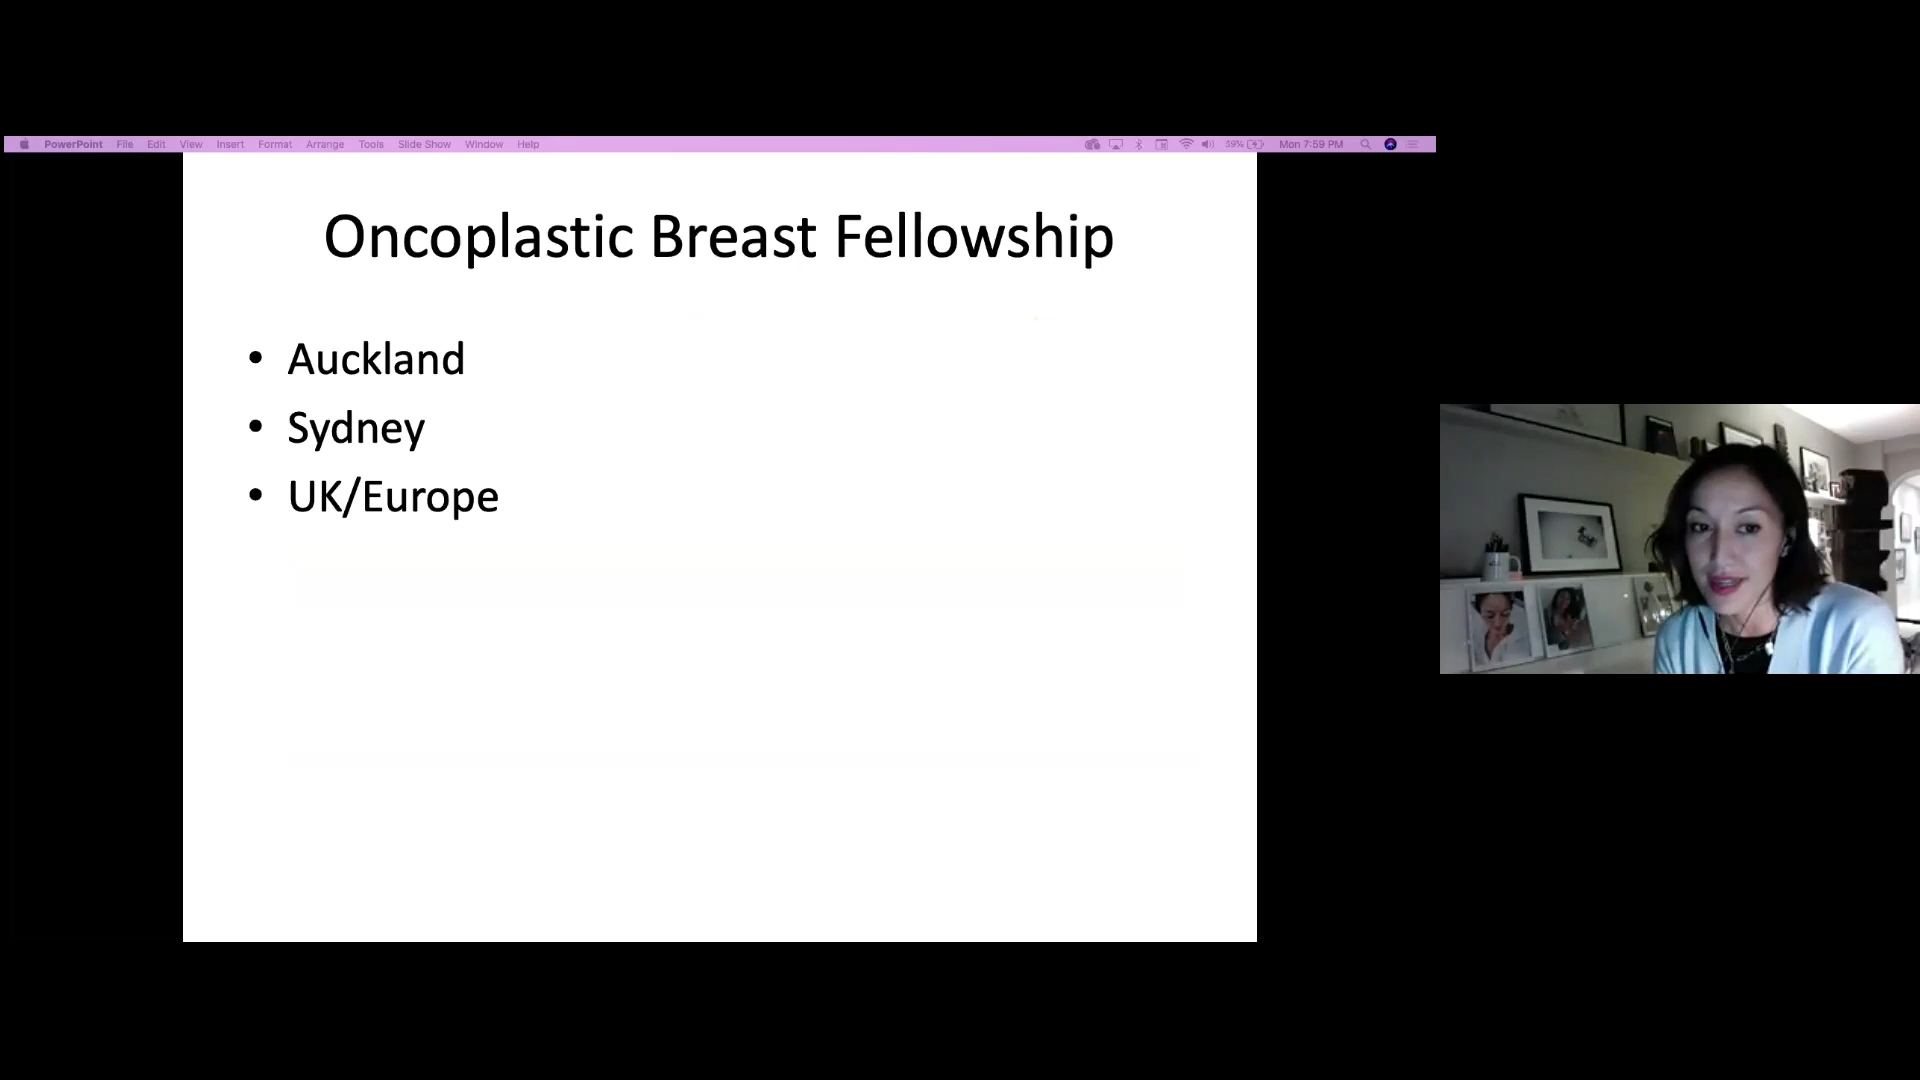 PowerPoint File Edit View Insert Format Arrange Tools Slide Show Window Help 39% Mon 7:59 PM
Oncoplastic Breast Fellowship
• Auckland
• Sydney
• UK/Europe